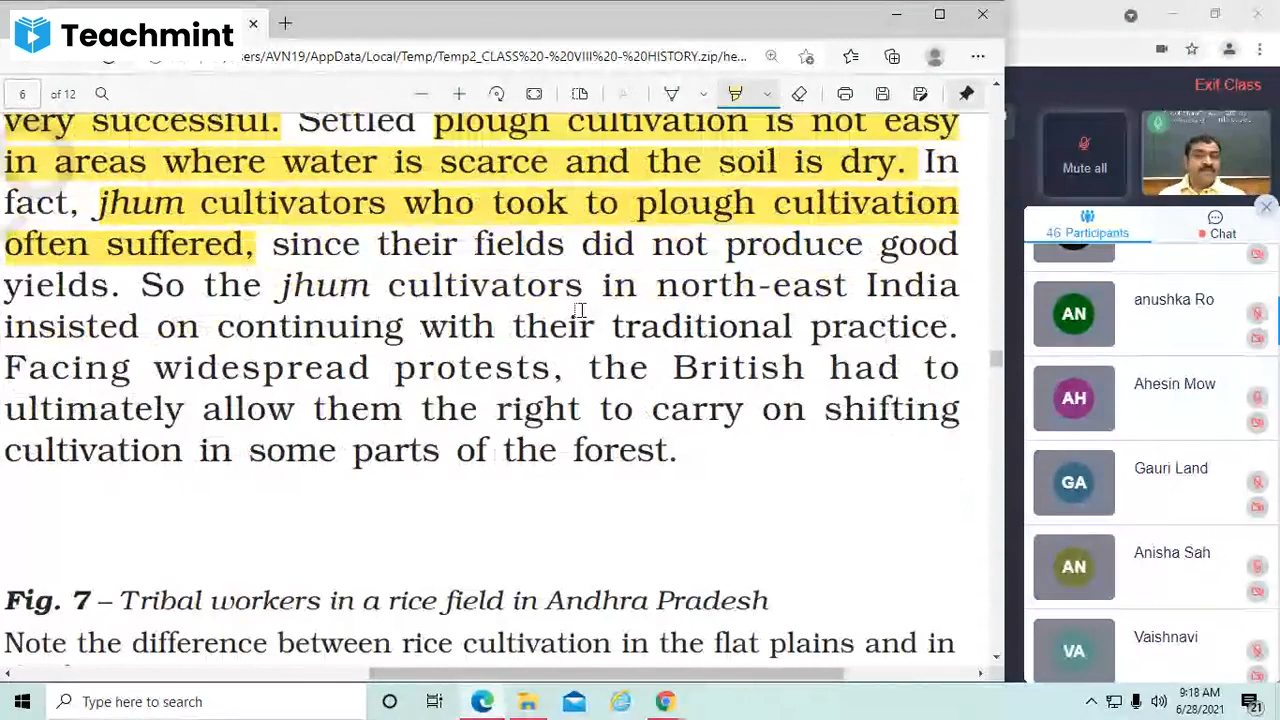 Teachmint
ers/AVN19/AppData/Local/Temp/Temp2_CLASS%20-%20VIII%20-%20HISTORY.zip/he...
6 of 12
very successful. Settled plough cultivation is not easy
in areas where water is scarce and the soil is dry. In
fact, jhum cultivators who took to plough cultivation
often suffered, since their fields did not produce good
yields. So the jhum cultivators in north-east India
insisted on continuing with their traditional practice.
Facing widespread protests, the British had to
ultimately allow them the right to carry on shifting
cultivation in some parts of the forest.
Fig. 7 – Tribal workers in a rice field in Andhra Pradesh
Note the difference between rice cultivation in the flat plains and in
Exit Class
Mute all
46 Participants
Chat
AN
anushka Ro
AH
Ahesin Mow
GA
Gauri Land
AN
Anisha Sah
VA
Vaishnavi
Type here to search
9:18 AM
6/28/2021
21